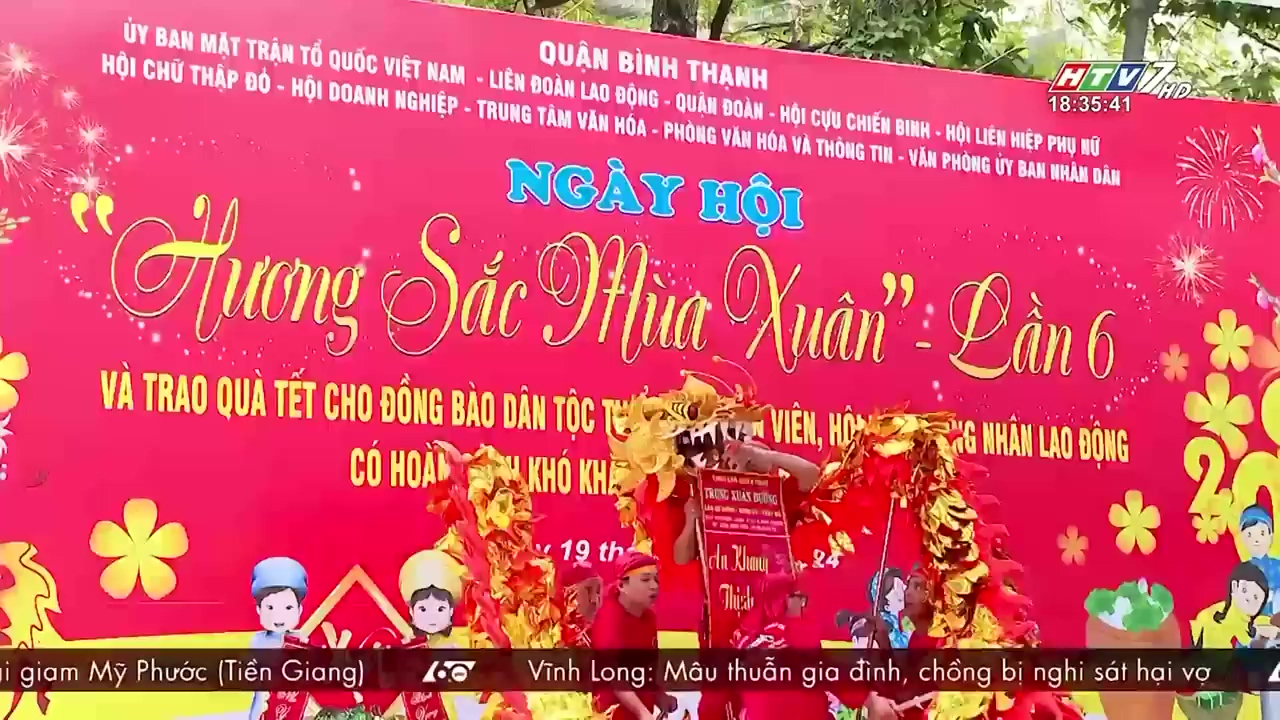 QUẬN BÌNH THẠNH
ỦY BAN MẶT TRẬN TỔ QUỐC VIỆT NAM - LIÊN ĐOÀN LAO ĐỘNG - QUẬN ĐOÀN - HỘI CỰU CHIẾN BINH - HỘI LIÊN HIỆP PHỤ NỮ
HỘI CHỮ THẬP ĐỎ - HỘI DOANH NGHIỆP - TRUNG TÂM VĂN HÓA - PHÒNG VĂN HÓA VÀ THÔNG TIN - VĂN PHÒNG ỦY BAN NHÂN DÂN
HTV7 HD
18:35:41
NGÀY HỘI
"Hương Sắc Mùa Xuân" - Lần 6
VÀ TRAO QUÀ TẾT CHO ĐỒNG BÀO DÂN TỘC VIÊN, NHÂN LAO ĐỘNG
CÓ KHÓ
19 24
TRUNG XUÂN ĐƯỜNG
An Khang
Thịnh
giam Mỹ Phước (Tiền Giang) 60 Vĩnh Long: Mâu thuẫn gia đình, chồng bị nghi sát hại vợ